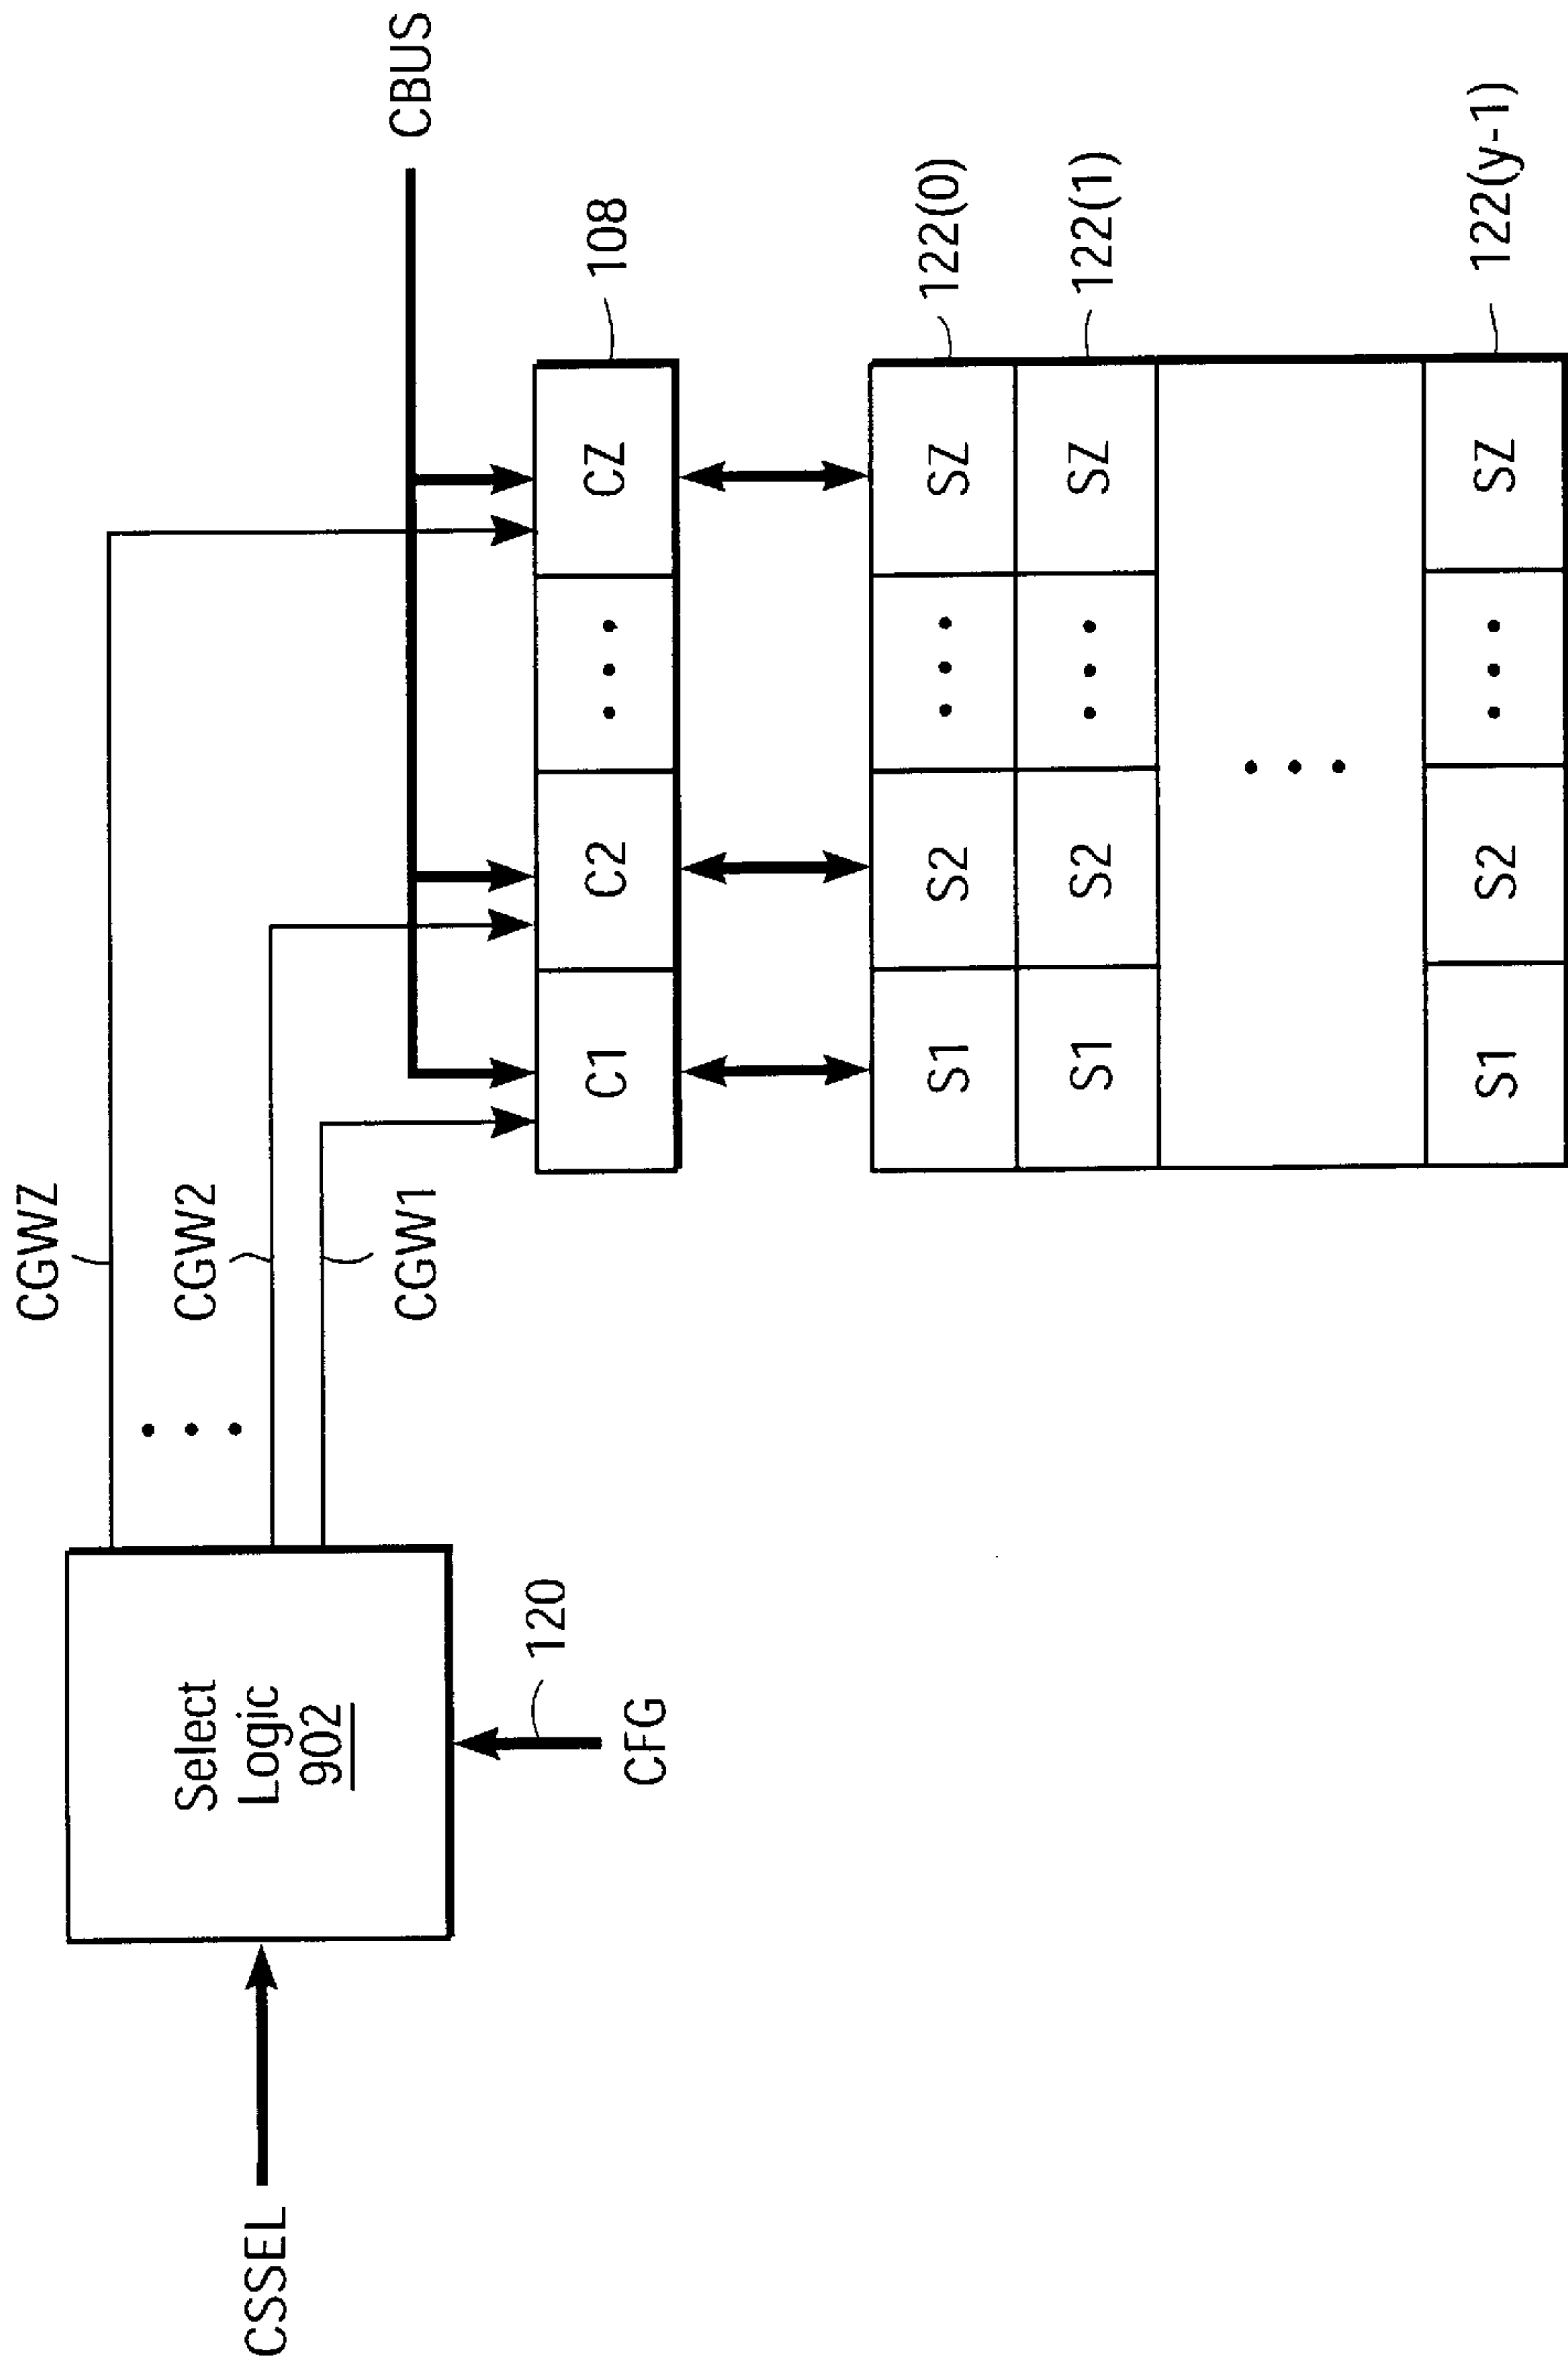 CSSEL
Select
Logic
902
CFG
120
CGWZ
CGW2
CGW1
CBUS
C1 C2 • • • CZ
108
S1 S2 • • • SZ
122(0)
S1 S2 • • • SZ
122(1)
S1 S2 • • • SZ
122(y-1)